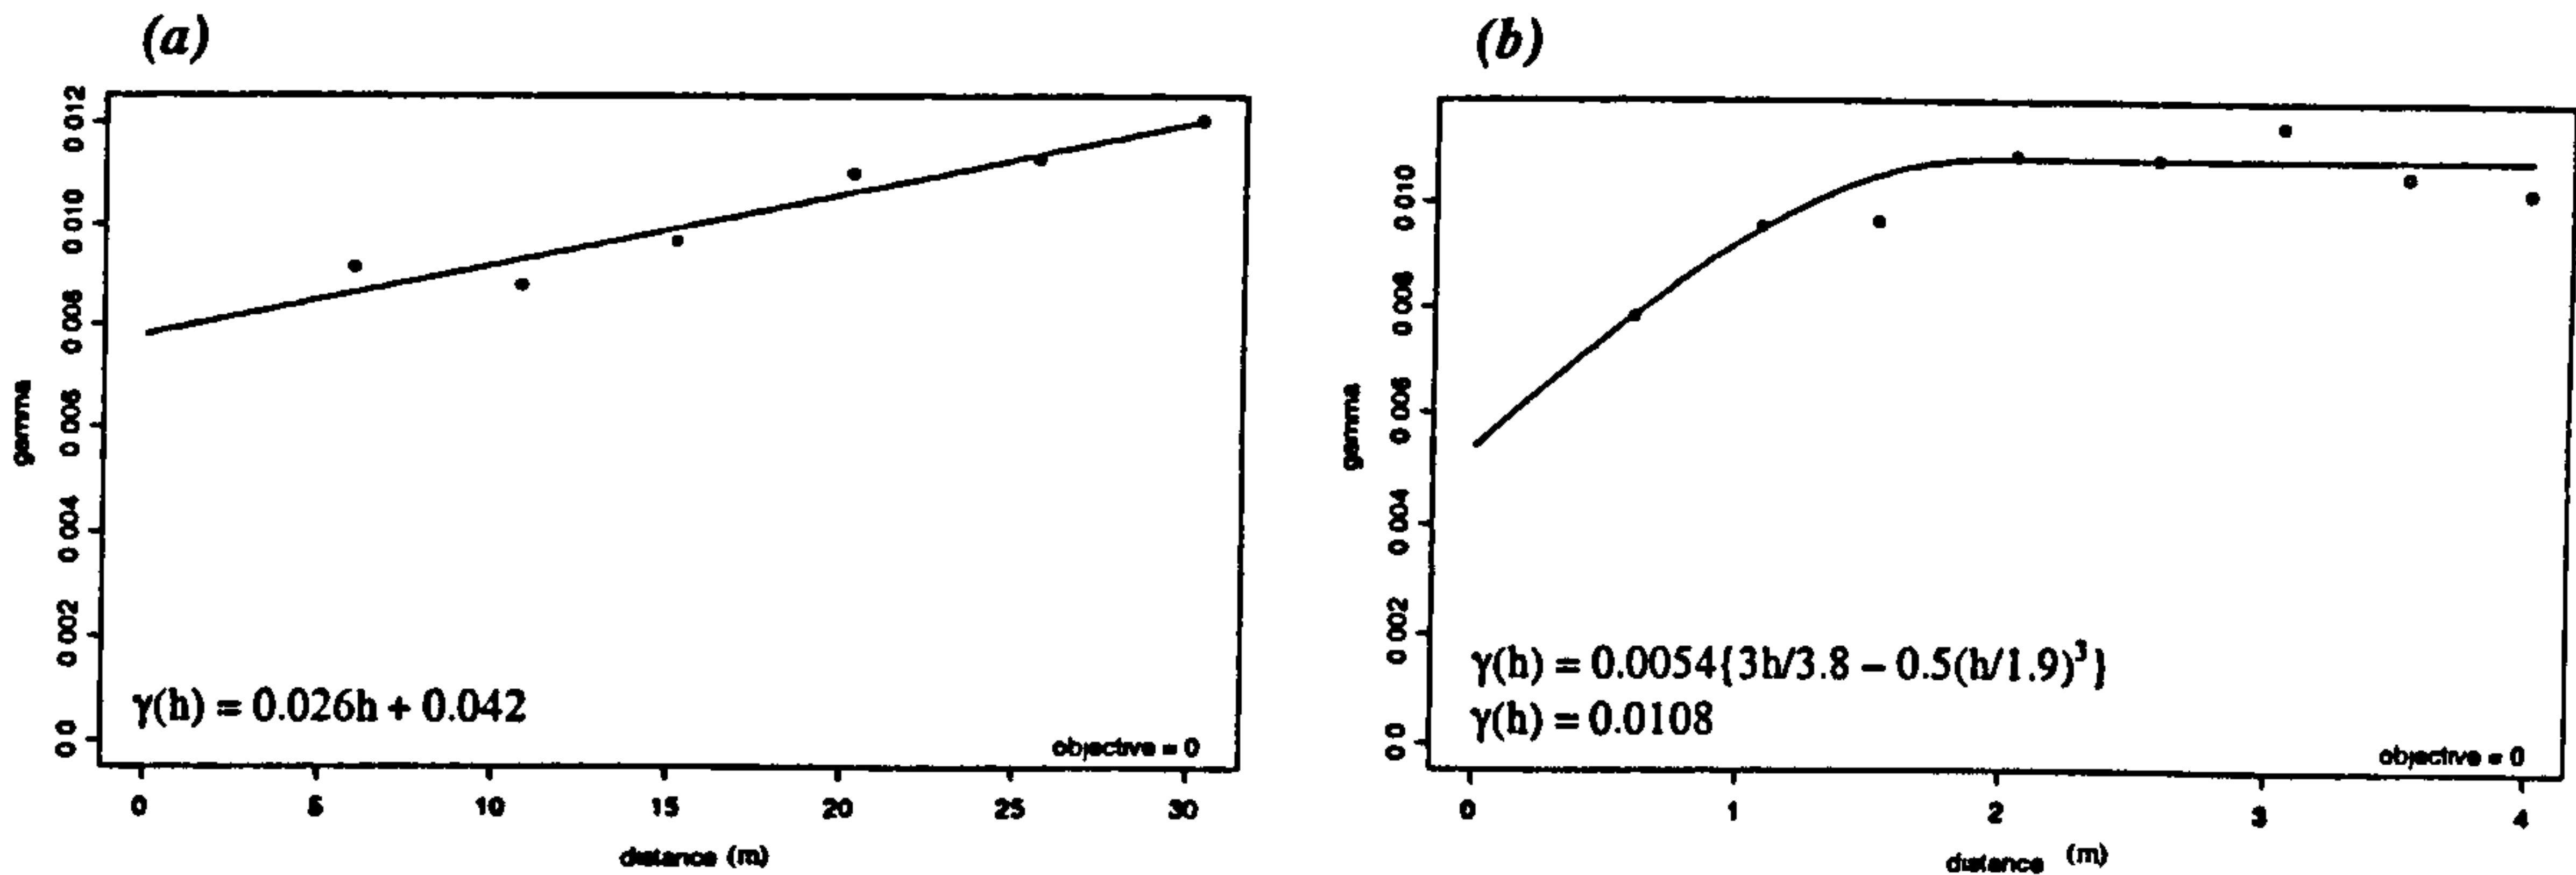 (a)
0 012
0 010
0 008
0 006
0 004
0 002
0 0
gamma
γ(h) = 0.026h + 0.042
objective = 0
0 5 10 15 20 25 30
distance (m)
(b)
0 010
0 008
0 006
0 004
0 002
0 0
gamma
γ(h) = 0.0054{3h/3.8 – 0.5(h/1.9)³}
γ(h) = 0.0108
objective = 0
0 1 2 3 4
distance (m)